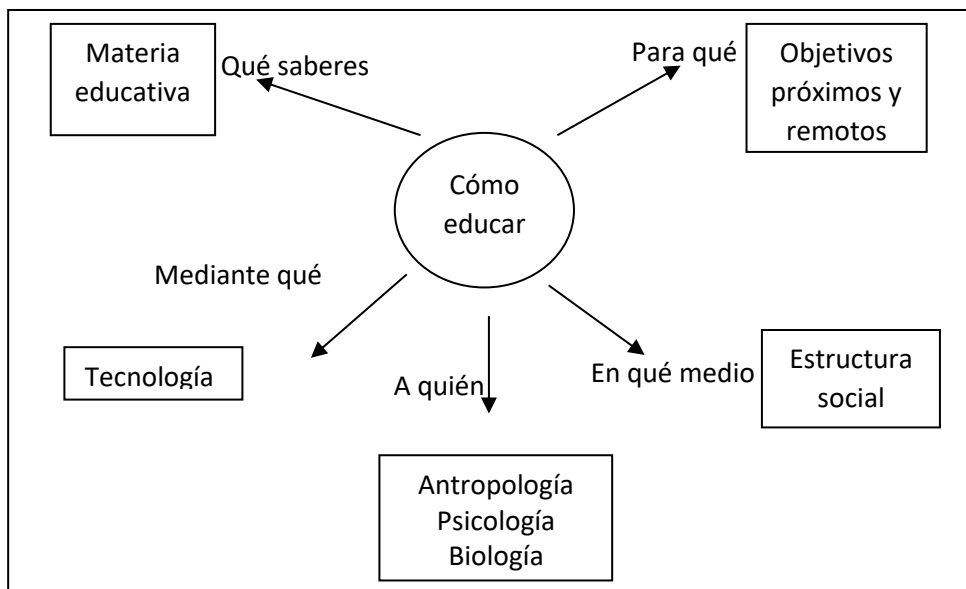 Materia
educativa
Qué saberes
Para qué
Objetivos
próximos y
remotos
Cómo
educar
Mediante qué
Tecnología
A quién
En qué medio
Estructura
social
Antropología
Psicología
Biología